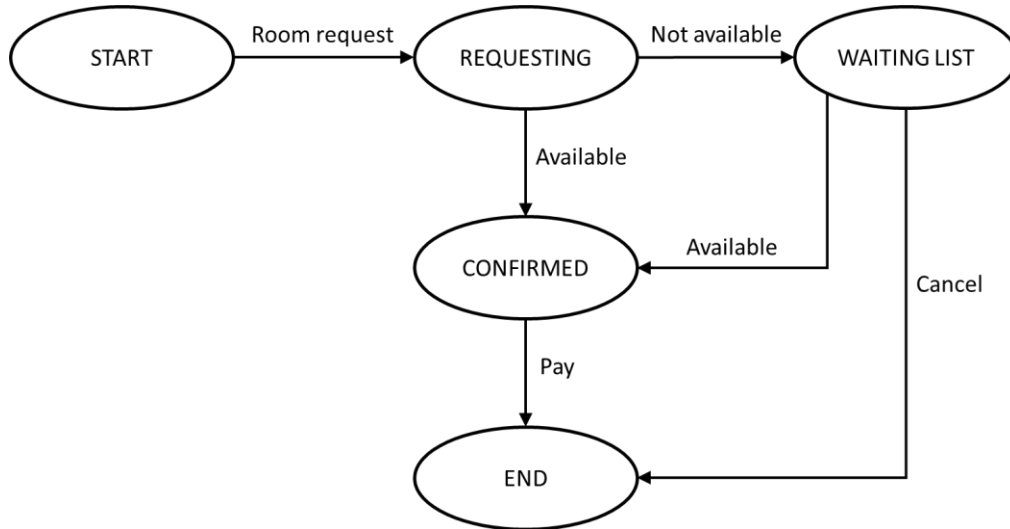 START
Room request
REQUESTING
Not available
WAITING LIST
Available
CONFIRMED
Available
Cancel
Pay
END